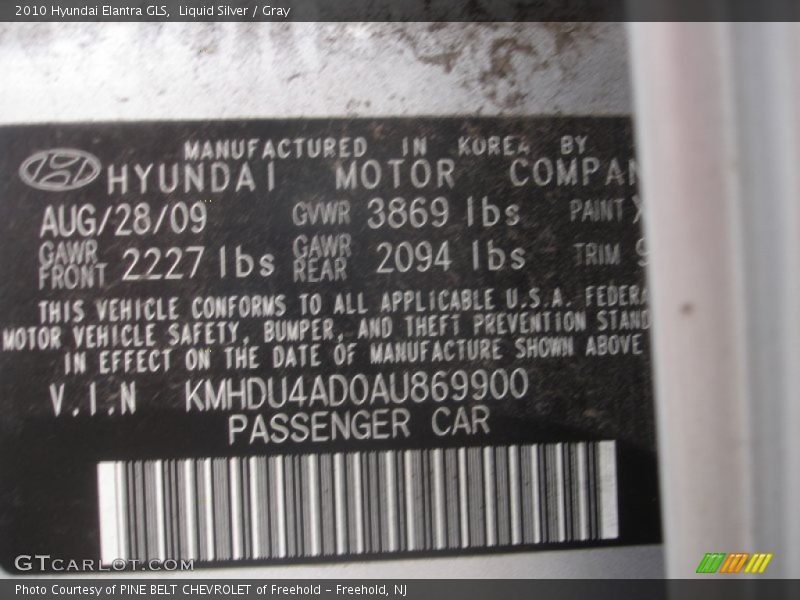 2010 Hyundai Elantra GLS, Liquid Silver / Gray
MANUFACTURED IN KOREA BY
HYUNDAI MOTOR COMPAN
AUG/28/09 GVWR 3869 lbs PAINT
GAWR FRONT 2227 lbs GAWR REAR 2094 lbs TRIM
THIS VEHICLE CONFORMS TO ALL APPLICABLE U.S.A. FEDERA
MOTOR VEHICLE SAFETY, BUMPER, AND THEFT PREVENTION STAND
IN EFFECT ON THE DATE OF MANUFACTURE SHOWN ABOVE
V.I.N KMHDU4AD0AU869900
PASSENGER CAR
GTCARLOT.COM
Photo Courtesy of PINE BELT CHEVROLET of Freehold - Freehold, NJ